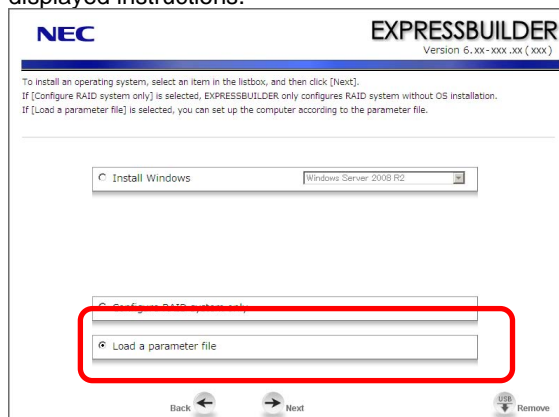 displayed instructions.
NEC
EXPRESSBUILDER
Version 6.xx-xxx.xx (xxx)
To install an operating system, select an item in the listbox, and then click [Next].
If [Configure RAID system only] is selected, EXPRESSBUILDER only configures RAID system without OS installation.
If [Load a parameter file] is selected, you can set up the computer according to the parameter file.
Install Windows
Windows Server 2008 R2
Configure RAID system only
Load a parameter file
Back
Next
USB
Remove